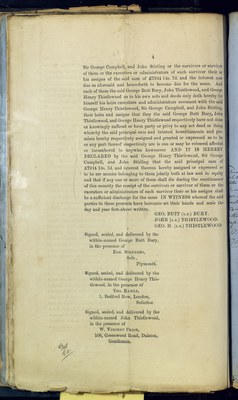 4
Sir George Campbell, and John Stirling or the survivors or survivor
of them or the executors or administrators of such survivor their or
his assigns of the said sum of £7914 14s. 7d. and the interest now
due or aforesaid and henceforth to become due for the same. And
each of them the said George Butt Bury, John Thistlewood, and George
Henry Thistlewood as to his own acts and deeds only doth hereby for
himself his heirs executors and administrators covenant with the said
George Henry Thistlewood, Sir George Campbell, and John Stirling,
their heirs and assigns that they the said George Butt Bury, John
Thistlewood, and George Henry Thistlewood respectively have not done
or knowingly suffered or been party or privy to any act deed or thing
whereby the said principal sum and interest hereditaments and pre-
mises hereby respectively assigned and granted or expressed so to be
or any part thereof respectively are is can or may be released affected
or incumbered in anywise howsoever AND IT IS HEREBY
DECLARED by the said George Henry Thistlewood, Sir George
Campbell, and John Stirling that the said principal sum of
£7914 14s. 7d. and interest thereon hereby assigned or expressed so
to be are monies belonging to them jointly both at law and in equity
and that if any one or more of them shall die during the continuance
of this security the receipt of the survivors or survivor of them or the
executors or administrators of such survivor their or his assigns shall
be a sufficient discharge for the same IN WITNESS whereof the said
parties to these presents have hereunto set their hands and seals the
day and year first above written.
GEO. BUTT (L.S.) BURY.
JOHN (L.S.) THISTLEWOOD
GEO. H. (L.S.) THISTLEWOOD
Signed, sealed, and delivered by the
within-named George Butt Bury,
in the presence of
Solr.,
Plymouth.
Signed, sealed, and delivered by the
within-named George Henry This-
tlewood, in the presence of
1, Bedford Row, London,
Solicitor
Signed, sealed, and delivered by the
within-named John Thistlewood,
in the presence of
W. Vincent Price,
106, Greenwood Road, Dalston,
Gentleman.